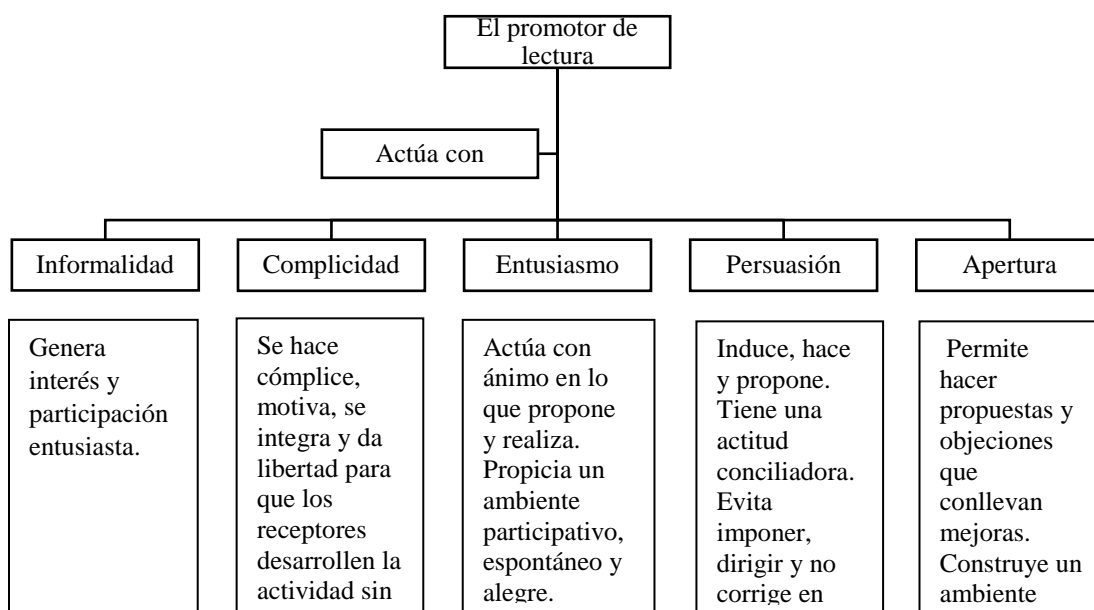 El promotor de
lectura
Actúa con
Informalidad
Complicidad
Entusiasmo
Persuasión
Apertura
Genera
interés y
participación
entusiasta.
Se hace
cómplice,
motiva, se
integra y da
libertad para
que los
receptores
desarrollen la
actividad sin
Actúa con
ánimo en lo
que propone
y realiza.
Propicia un
ambiente
participativo,
espontáneo y
alegre.
Induce, hace
y propone.
Tiene una
actitud
conciliadora.
Evita
imponer,
dirigir y no
corrige en
Permite
hacer
propuestas y
objeciones
que
conllevan
mejoras.
Construye un
ambiente